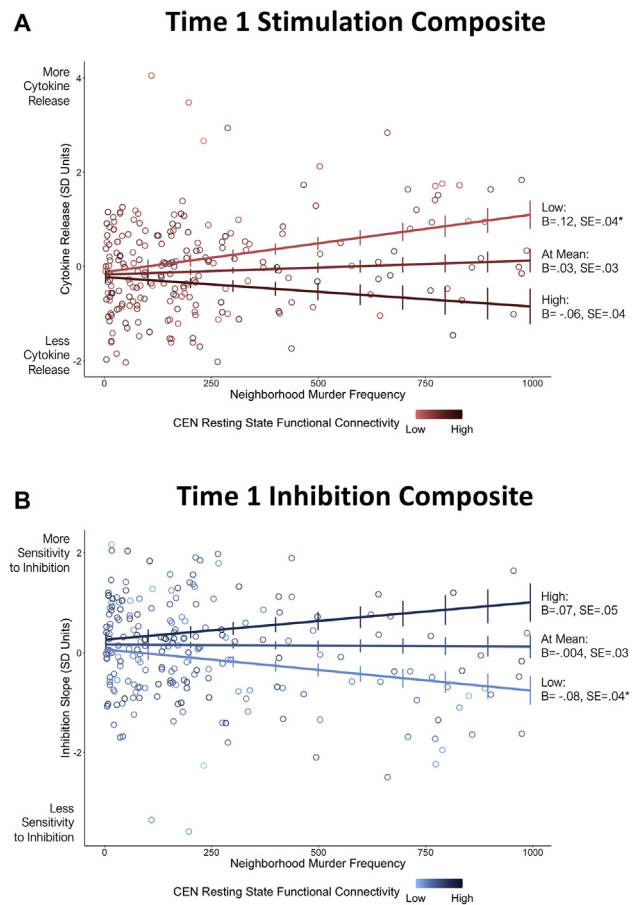 A
Time 1 Stimulation Composite
More
Cytokine
Release
4
2
0
-2
Cytokine Release (SD Units)
Less
Cytokine
Release
Low:
B=.12, SE=.04*
At Mean:
B=.03, SE=.03
High:
B= -.06, SE=.04
0 250 500 750 1000
Neighborhood Murder Frequency
CEN Resting State Functional Connectivity
Low High
B
Time 1 Inhibition Composite
More
Sensitivity
to Inhibition
2
0
-2
Inhibition Slope (SD Units)
Less
Sensitivity
to Inhibition
High:
B=.07, SE=.05
At Mean:
B=-.004, SE=.03
Low:
B= -.08, SE=.04*
0 250 500 750 1000
Neighborhood Murder Frequency
CEN Resting State Functional Connectivity
Low High